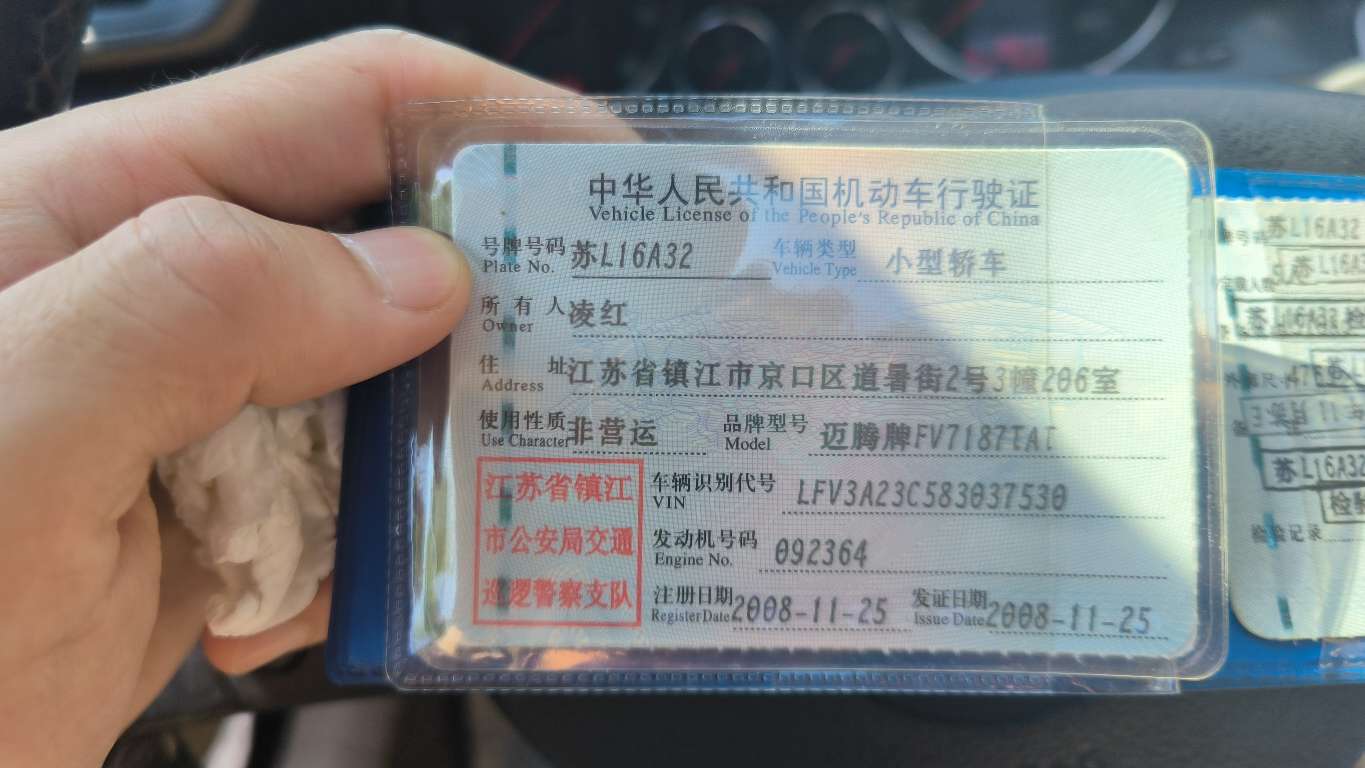 中华人民共和国机动车行驶证
Vehicle License of the People's Republic of China
号牌号码 苏L16A32 车辆类型 小型轿车
Plate No. Vehicle Type
所有人 凌红
Owner
住址 江苏省镇江市京口区道署街2号3幢206室
Address
使用性质 非营运 品牌型号 迈腾牌FV7187TAT
Use Character Model
江苏省镇江
市公安局交通
巡逻警察支队
车辆识别代号 LFV3A23C583037530
VIN
发动机号码 092364
Engine No.
注册日期 2008-11-25 发证日期 2008-11-25
Register Date Issue Date
苏L16A32
苏L16A32
检验记录